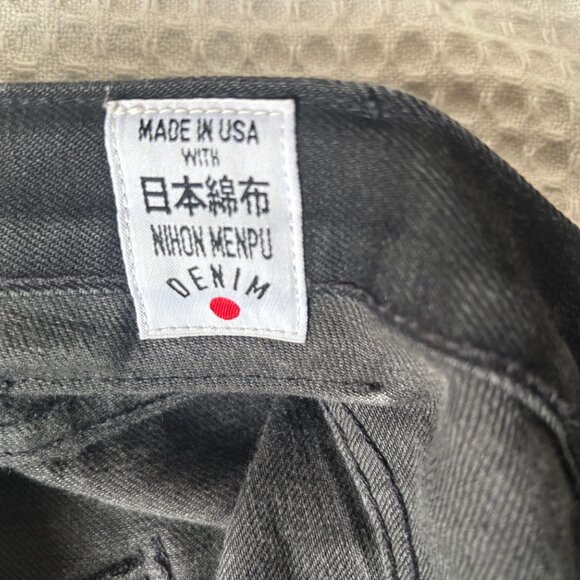 MADE IN USA
WITH
日本綿布
NIHON MENPU
DENIM